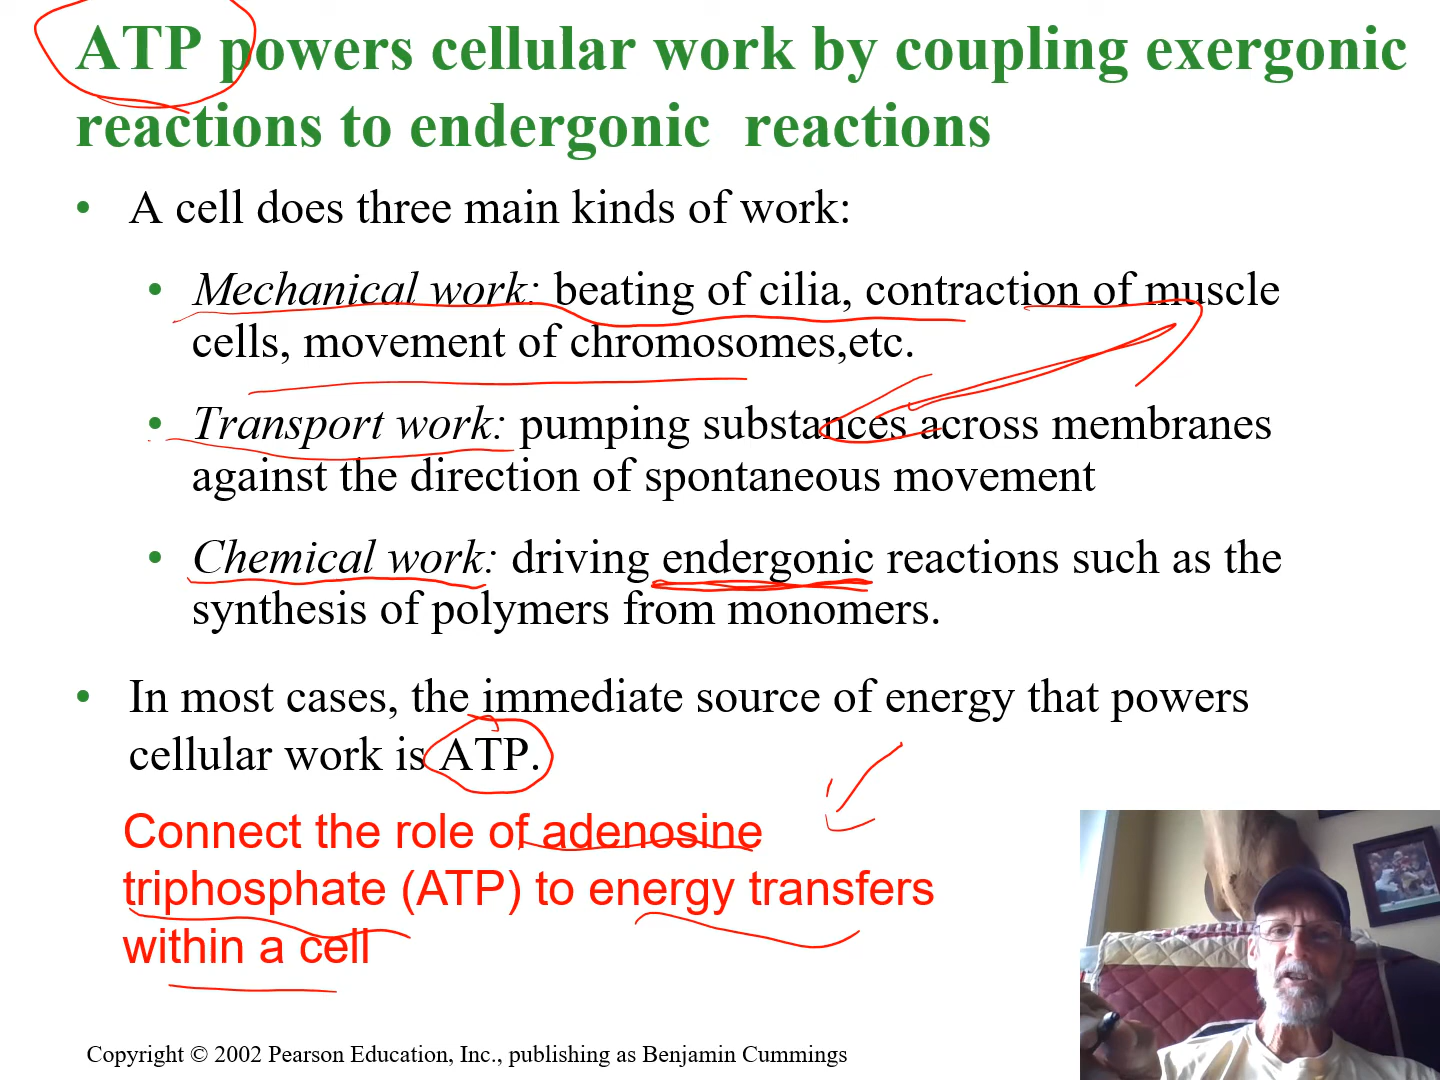 ATP powers cellular work by coupling exergonic
reactions to endergonic reactions
• A cell does three main kinds of work:
• Mechanical work: beating of cilia, contraction of muscle
cells, movement of chromosomes,etc.
• Transport work: pumping substances across membranes
against the direction of spontaneous movement
• Chemical work: driving endergonic reactions such as the
synthesis of polymers from monomers.
• In most cases, the immediate source of energy that powers
cellular work is ATP.
Connect the role of adenosine
triphosphate (ATP) to energy transfers
within a cell
Copyright © 2002 Pearson Education, Inc., publishing as Benjamin Cummings